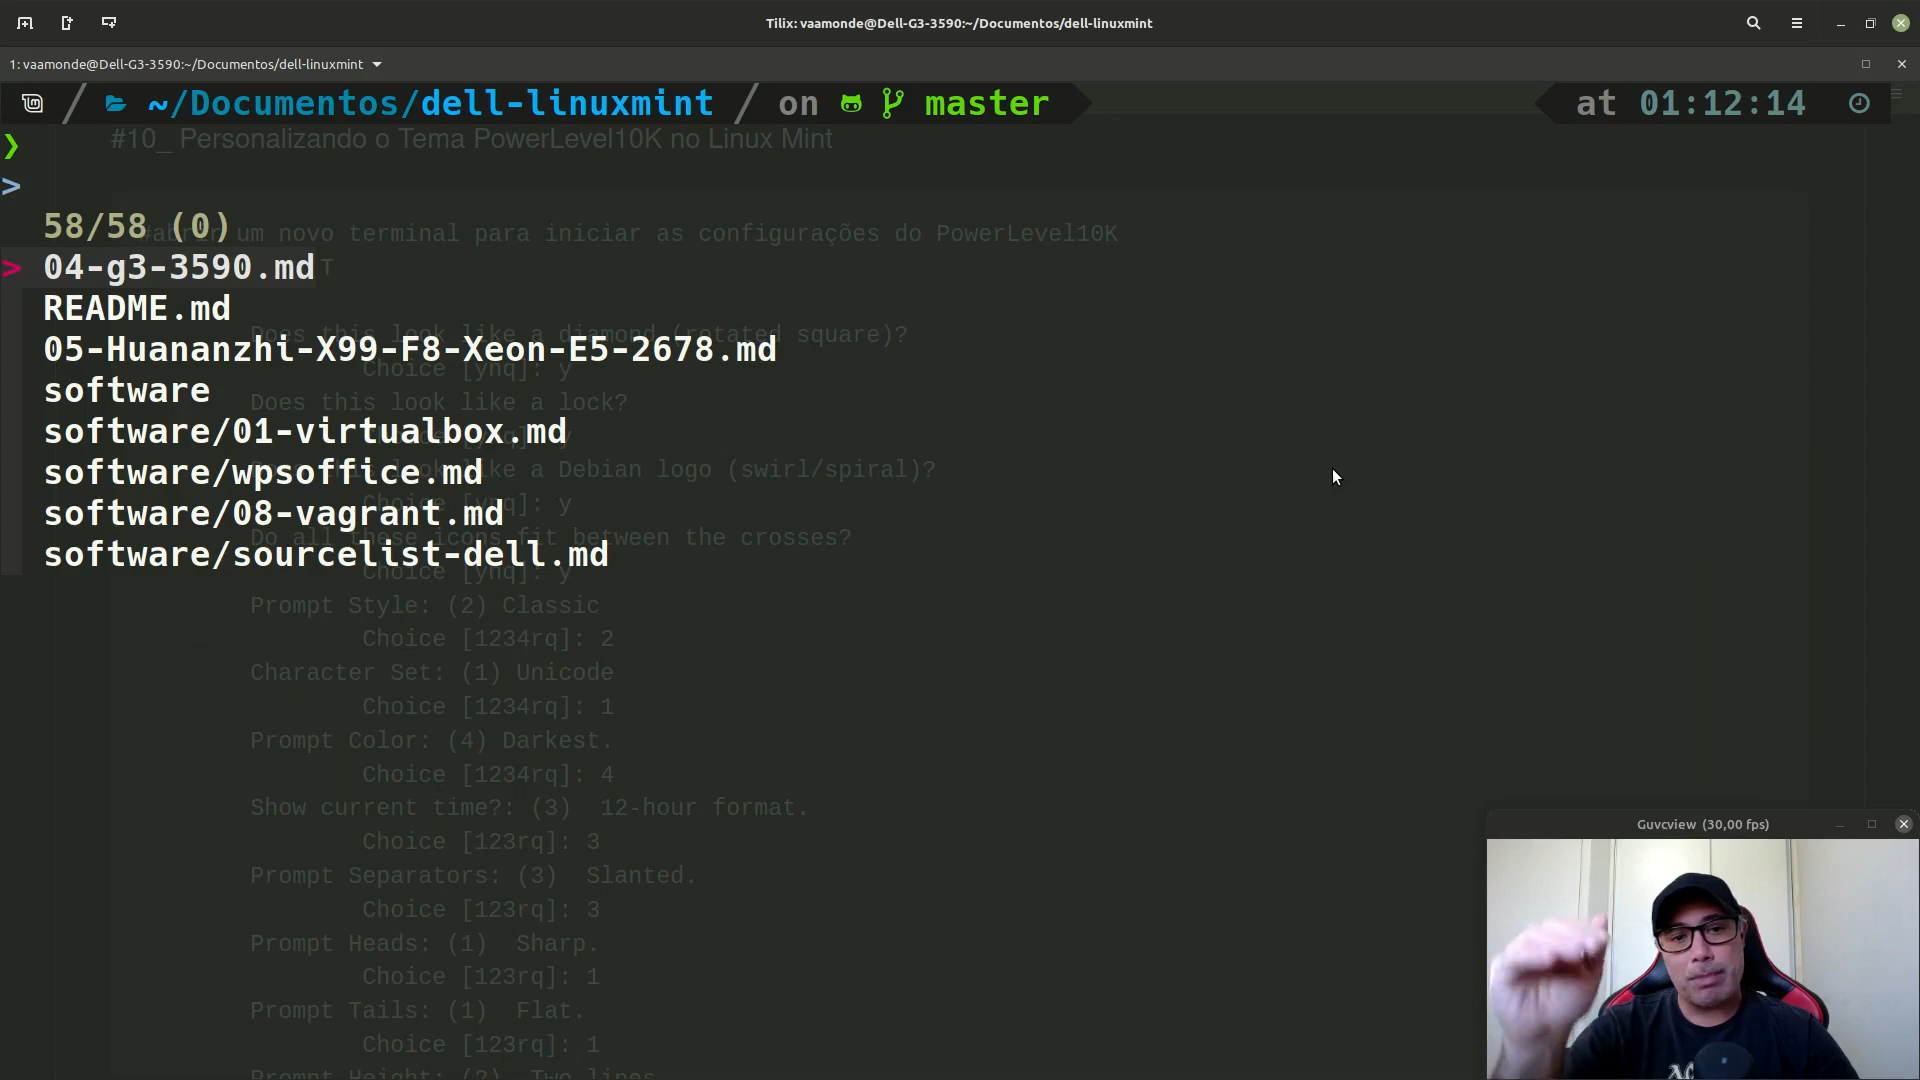 Tilix: vaamonde@Dell-G3-3590:~/Documentos/dell-linuxmint
1: vaamonde@Dell-G3-3590:~/Documentos/dell-linuxmint
~/Documentos/dell-linuxmint on master at 01:12:14
#10_ Personalizando o Tema PowerLevel10K no Linux Mint
❯
>
58/58 (0)
#abrir um novo terminal para iniciar as configurações do PowerLevel10K
> 04-g3-3590.md
README.md
Does this look like a diamond (rotated square)?
05-Huananzhi-X99-F8-Xeon-E5-2678.md
Choice [ynq]: y
software
Does this look like a lock?
software/01-virtualbox.md
software/wpsoffice.md
like a Debian logo (swirl/spiral)?
Choice [ynq]: y
software/08-vagrant.md
Do all these icons fit between the crosses?
software/sourcelist-dell.md
Choice [ynq]: y
Prompt Style: (2) Classic
Choice [1234rq]: 2
Character Set: (1) Unicode
Choice [1234rq]: 1
Prompt Color: (4) Darkest.
Choice [1234rq]: 4
Show current time?: (3) 12-hour format.
Choice [123rq]: 3
Prompt Separators: (3) Slanted.
Choice [123rq]: 3
Prompt Heads: (1) Sharp.
Choice [123rq]: 1
Prompt Tails: (1) Flat.
Choice [123rq]: 1
Prompt Height: (2) Two lines
Guvcview (30,00 fps)